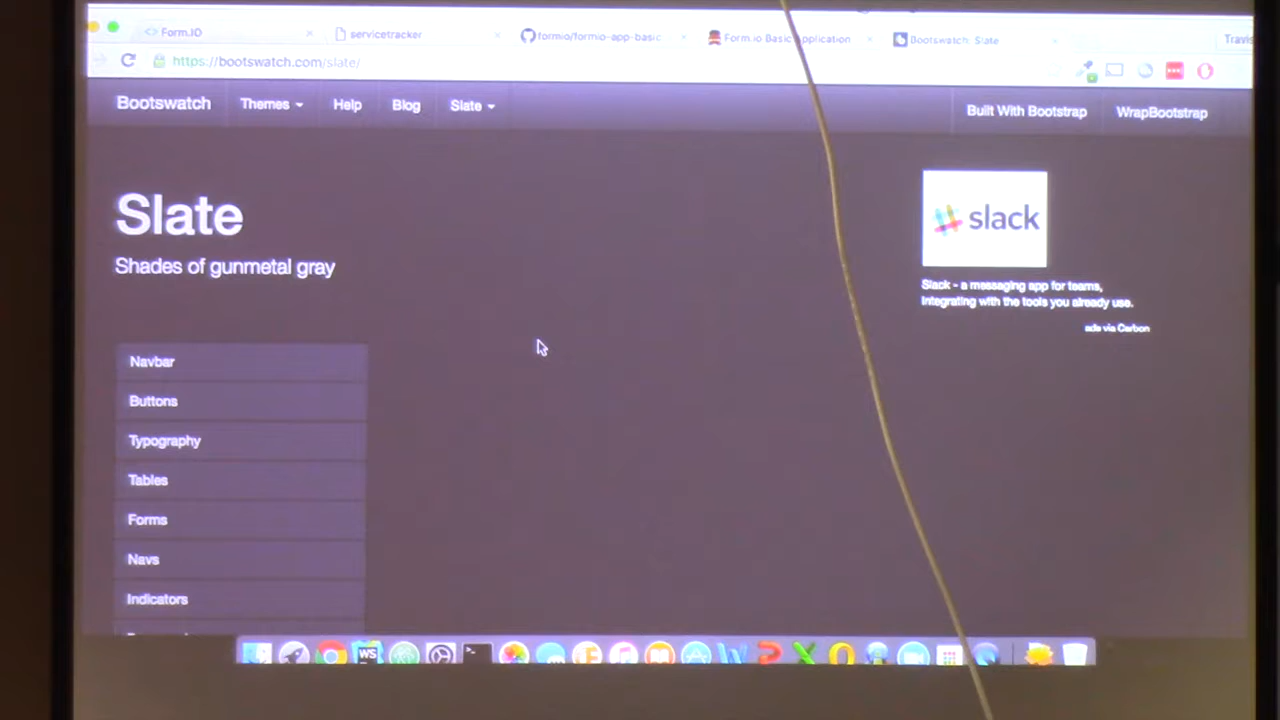 Form.IO
servicetracker
formio/formio-app-basic
Form.io Basic Application
Bootswatch: Slate
Travis
https://bootswatch.com/slate/
Bootswatch
Themes
Help
Blog
Slate
Built With Bootstrap
WrapBootstrap
Slate
Shades of gunmetal gray
slack
Slack - a messaging app for teams,
integrating with the tools you already use.
ads via Carbon
Navbar
Buttons
Typography
Tables
Forms
Navs
Indicators
WS